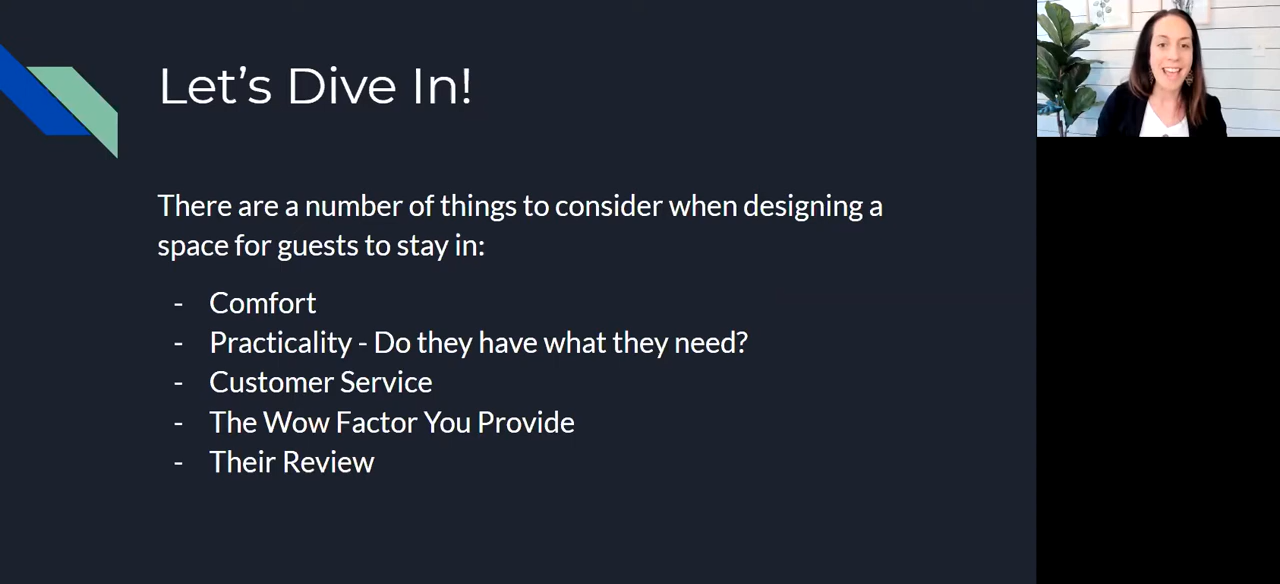 Let's Dive In!
There are a number of things to consider when designing a
space for guests to stay in:
- Comfort
- Practicality - Do they have what they need?
- Customer Service
- The Wow Factor You Provide
- Their Review